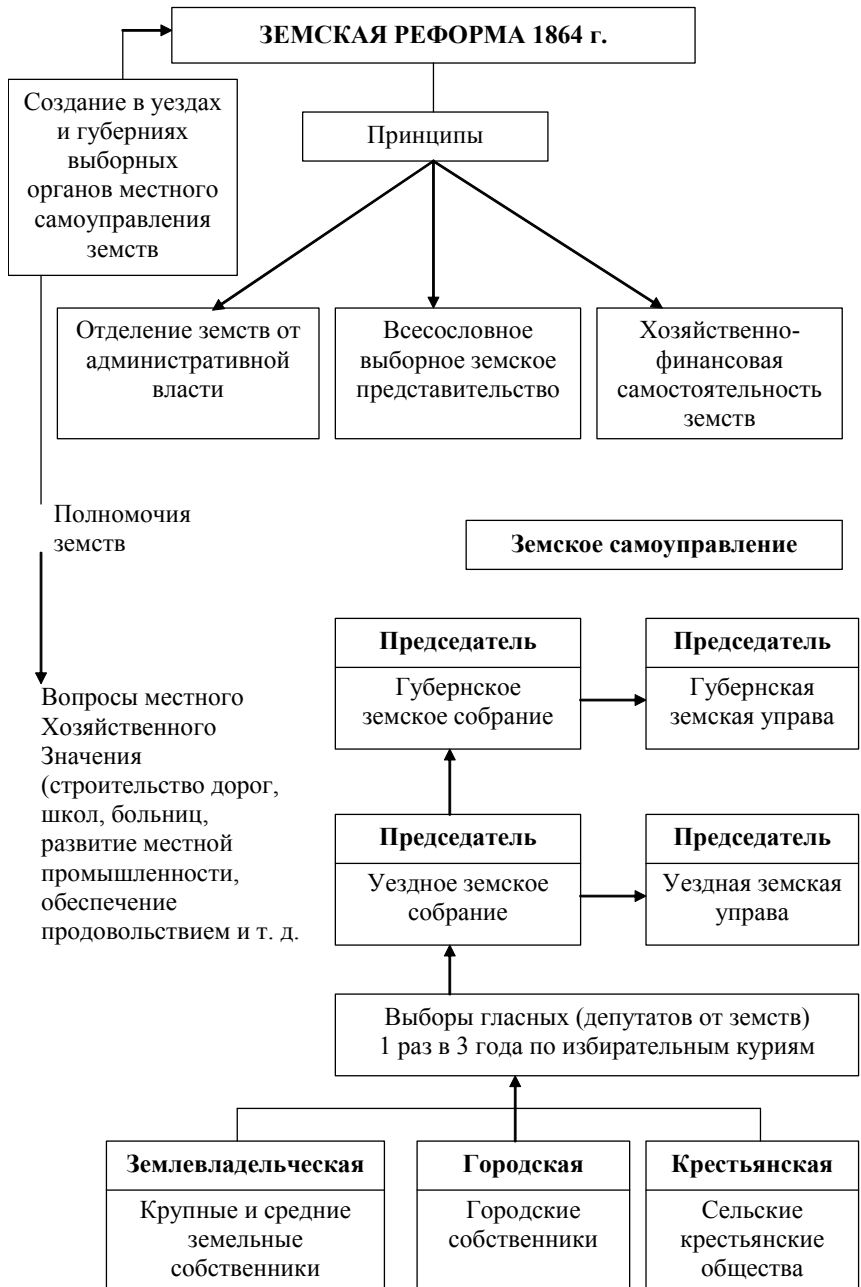 ЗЕМСКАЯ РЕФОРМА 1864 г.
Создание в уездах
и губерниях
выборных
органов местного
самоуправления
земств
Принципы
Отделение земств от
административной
власти
Всесословное
выборное земское
представительство
Хозяйственно-
финансовая
самостоятельность
земств
Полномочия
земств
Вопросы местного
Хозяйственного
Значения
(строительство дорог,
школ, больниц,
развитие местной
промышленности,
обеспечение
продовольствием и т. д.
Земское самоуправление
Председатель
Губернское
земское собрание
Председатель
Губернская
земская управа
Председатель
Уездное земское
собрание
Председатель
Уездная земская
управа
Выборы гласных (депутатов от земств)
1 раз в 3 года по избирательным куриям
Землевладельческая
Крупные и средние
земельные
собственники
Городская
Городские
собственники
Крестьянская
Сельские
крестьянские
общества